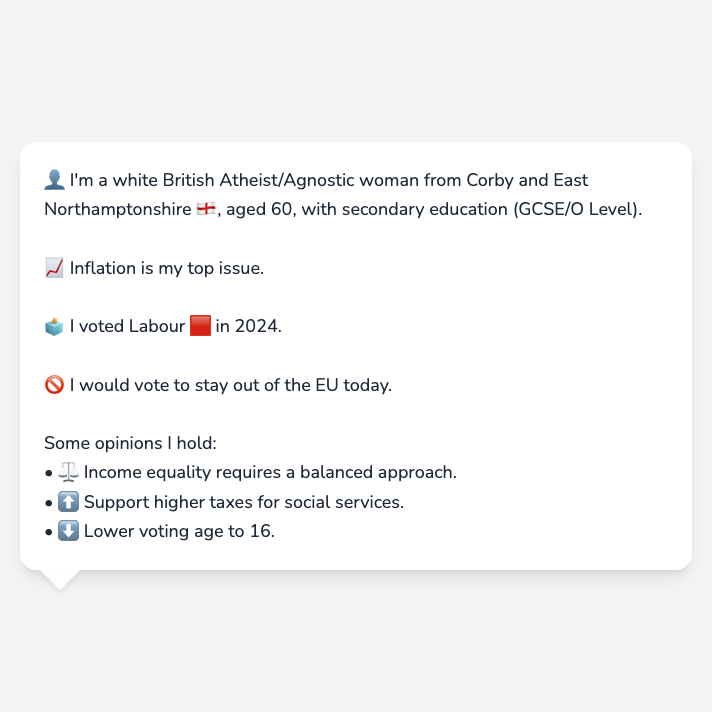 👤 I'm a white British Atheist/Agnostic woman from Corby and East
Northamptonshire 🏴󠁧󠁢󠁥󠁮󠁧󠁿, aged 60, with secondary education (GCSE/O Level).
📈 Inflation is my top issue.
🗳️ I voted Labour 🟥 in 2024.
🚫 I would vote to stay out of the EU today.
Some opinions I hold:
• ⚖️ Income equality requires a balanced approach.
• ⬆️ Support higher taxes for social services.
• ⬇️ Lower voting age to 16.